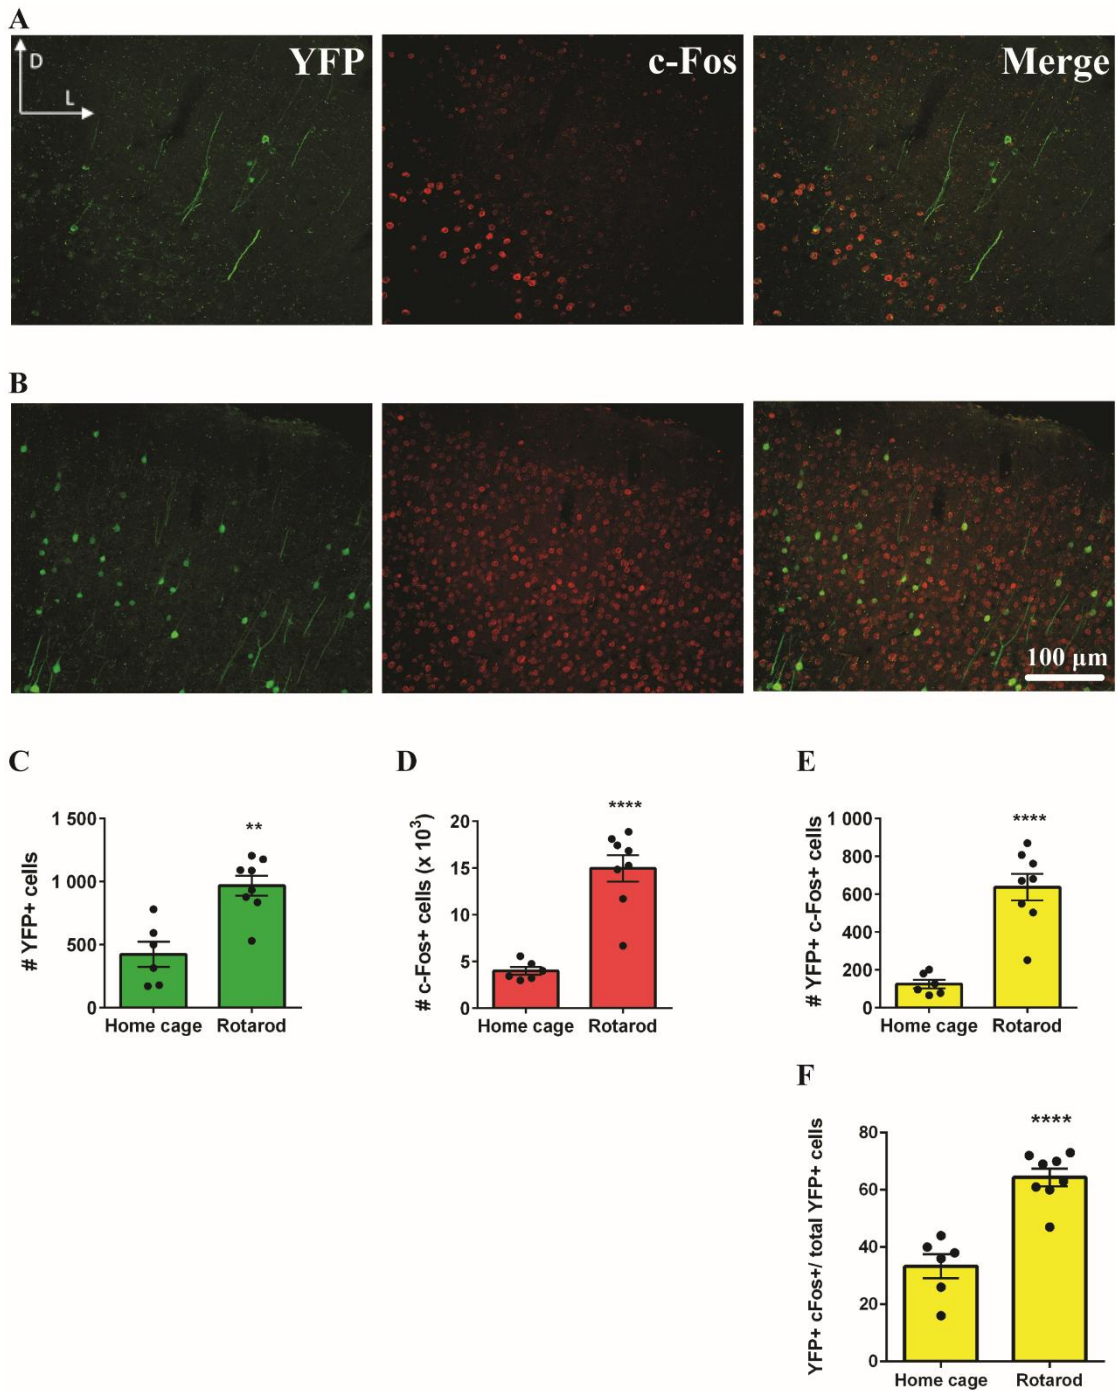 A
D
L
YFP
c-Fos
Merge
B
100 µm
C
# YFP+ cells
1 500
1 000
500
0
**
Home cage
Rotarod
D
# c-Fos+ cells (x 10³)
20
15
10
5
0
****
Home cage
Rotarod
E
# YFP+ c-Fos+ cells
1 000
800
600
400
200
0
****
Home cage
Rotarod
F
YFP+ cFos+/ total YFP+ cells
80
60
40
20
0
****
Home cage
Rotarod